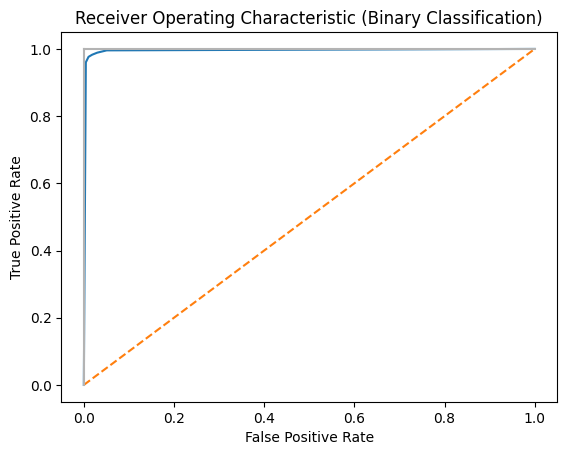 Receiver Operating Characteristic (Binary Classification)
1.0
0.8
0.6
0.4
0.2
0.0
True Positive Rate
0.0 0.2 0.4 0.6 0.8 1.0
False Positive Rate